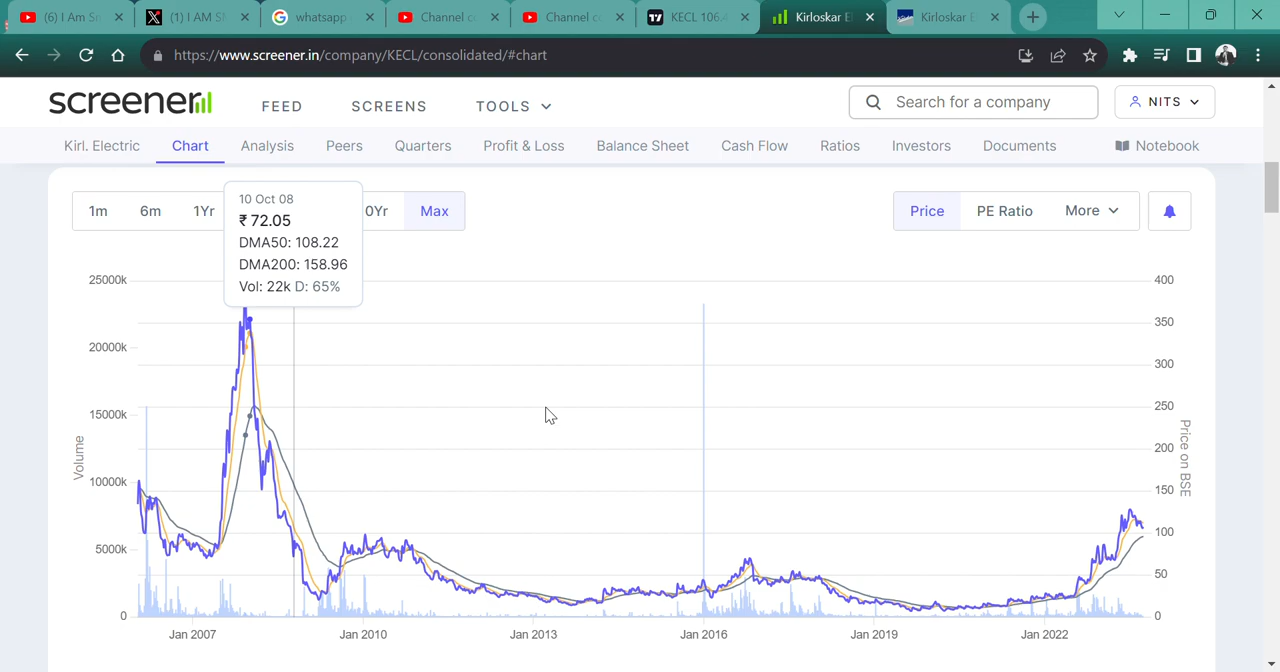 (6) I Am S
(1) I AM S
whatsapp
Channel c
Channel c
KECL 106.
Kirloskar E
Kirloskar E
https://www.screener.in/company/KECL/consolidated/#chart
screener
FEED
SCREENS
TOOLS
Search for a company
NITS
Kirl. Electric
Chart
Analysis
Peers
Quarters
Profit & Loss
Balance Sheet
Cash Flow
Ratios
Investors
Documents
Notebook
1m
6m
1Yr
0Yr
Max
Price
PE Ratio
More
10 Oct 08
₹ 72.05
DMA50: 108.22
DMA200: 158.96
Vol: 22k D: 65%
25000k
20000k
15000k
10000k
5000k
0
Volume
400
350
300
250
200
150
100
50
0
Price on BSE
Jan 2007
Jan 2010
Jan 2013
Jan 2016
Jan 2019
Jan 2022